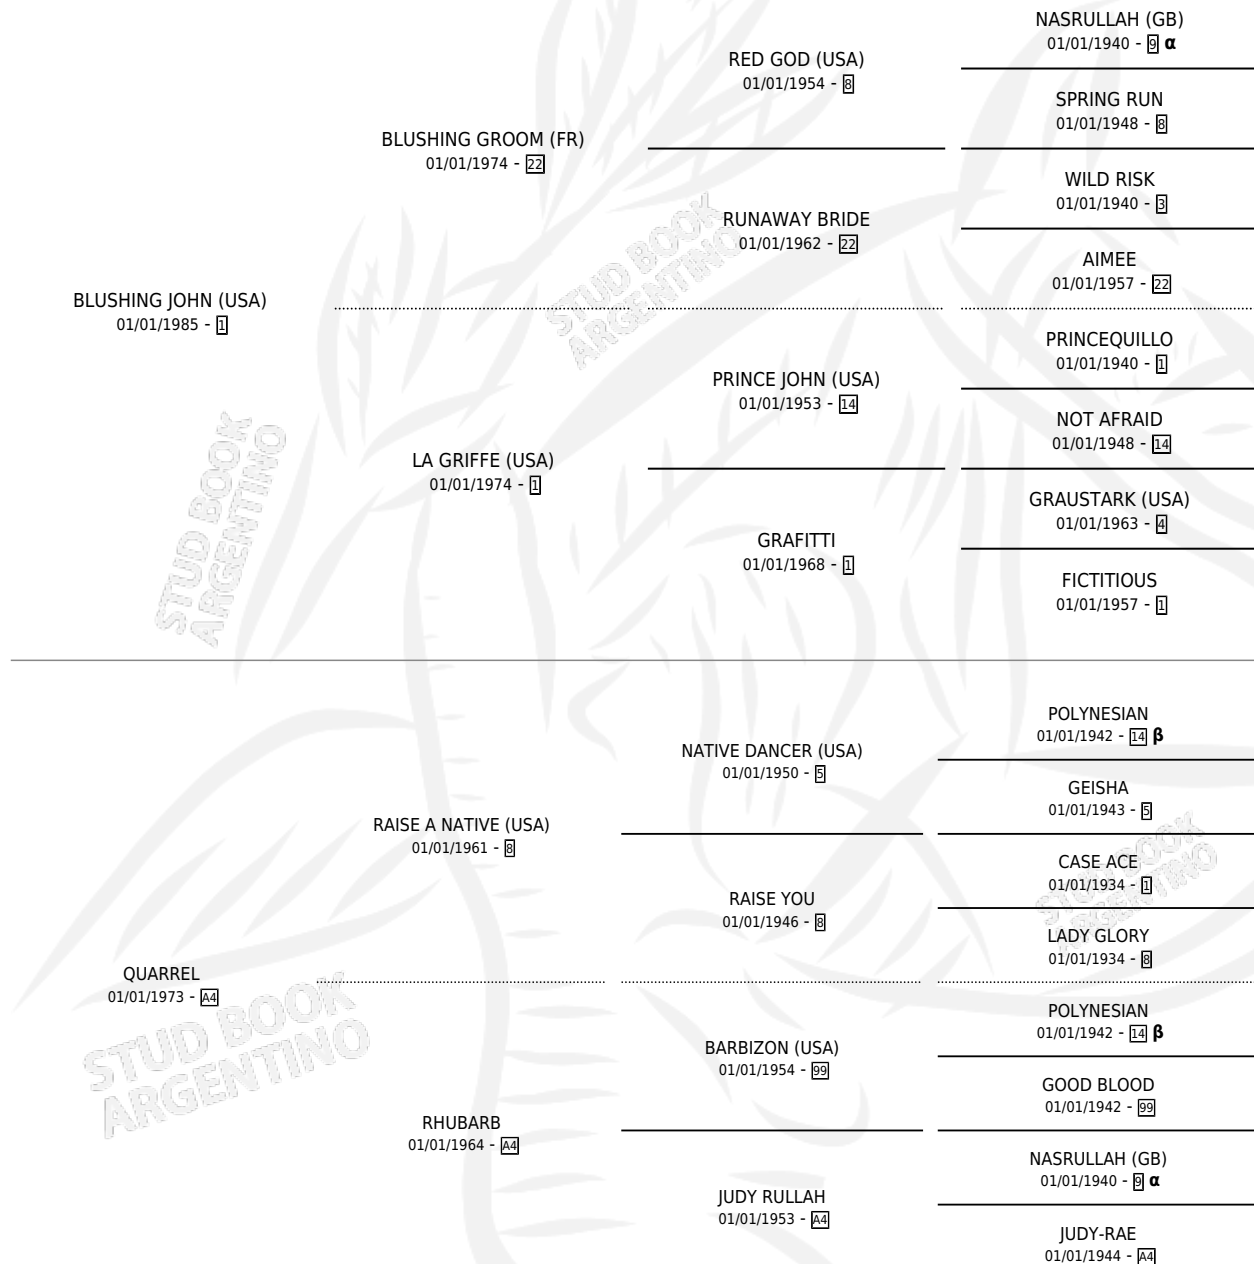 NASRULLAH (GB)
01/01/1940 - 9 α
RED GOD (USA)
01/01/1954 - 8
SPRING RUN
01/01/1948 - 8
BLUSHING GROOM (FR)
01/01/1974 - 22
WILD RISK
01/01/1940 - 3
RUNAWAY BRIDE
01/01/1962 - 22
AIMEE
01/01/1957 - 22
BLUSHING JOHN (USA)
01/01/1985 - 1
PRINCEQUILLO
01/01/1940 - 1
PRINCE JOHN (USA)
01/01/1953 - 14
NOT AFRAID
01/01/1948 - 14
LA GRIFFE (USA)
01/01/1974 - 1
GRAUSTARK (USA)
01/01/1963 - 4
GRAFITTI
01/01/1968 - 1
FICTITIOUS
01/01/1957 - 1
POLYNESIAN
01/01/1942 - 14 β
NATIVE DANCER (USA)
01/01/1950 - 5
GEISHA
01/01/1943 - 5
RAISE A NATIVE (USA)
01/01/1961 - 8
CASE ACE
01/01/1934 - 1
RAISE YOU
01/01/1946 - 8
LADY GLORY
01/01/1934 - 8
QUARREL
01/01/1973 - A4
POLYNESIAN
01/01/1942 - 14 β
BARBIZON (USA)
01/01/1954 - 99
GOOD BLOOD
01/01/1942 - 99
RHUBARB
01/01/1964 - A4
NASRULLAH (GB)
01/01/1940 - 9 α
JUDY RULLAH
01/01/1953 - A4
JUDY-RAE
01/01/1944 - A4
STUD BOOK
ARGENTINO
STUD BOOK
ARGENTINO
STUD BOOK
ARGENTINO
STUD BOOK
ARGENTINO